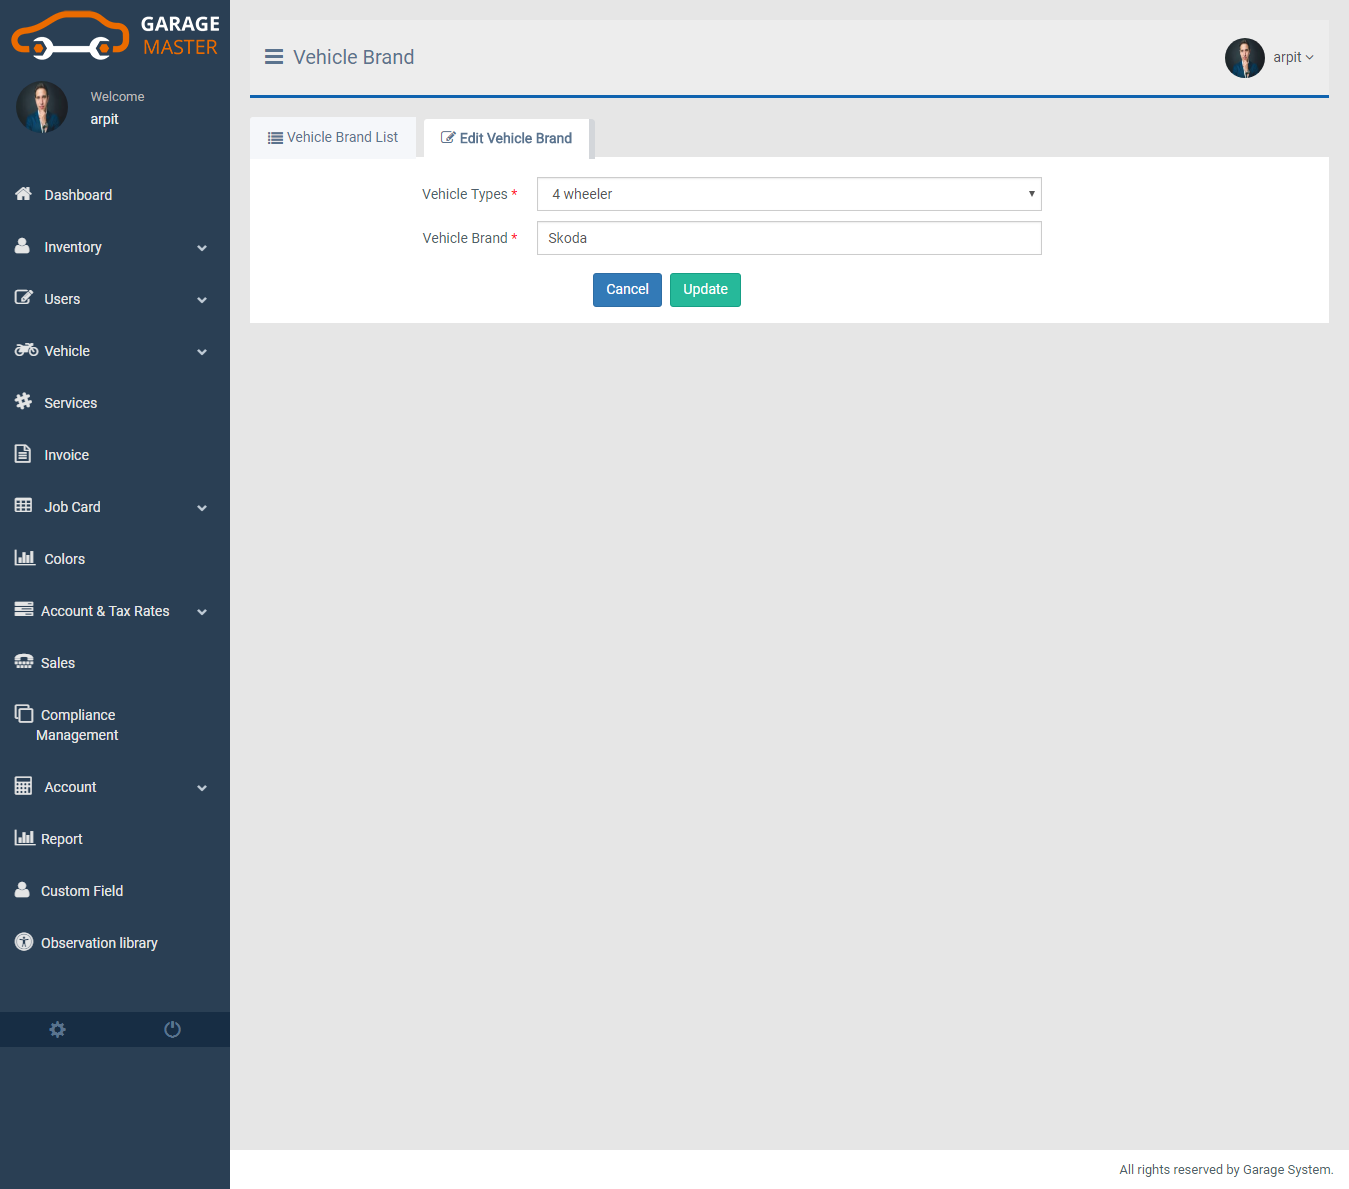 GARAGE
MASTER
Welcome
arpit
Dashboard
Inventory
Users
Vehicle
Services
Invoice
Job Card
Colors
Account & Tax Rates
Sales
Compliance
Management
Account
Report
Custom Field
Observation library
Vehicle Brand
arpit
Vehicle Brand List
Edit Vehicle Brand
Vehicle Types *
4 wheeler
Vehicle Brand *
Skoda
Cancel
Update
All rights reserved by Garage System.